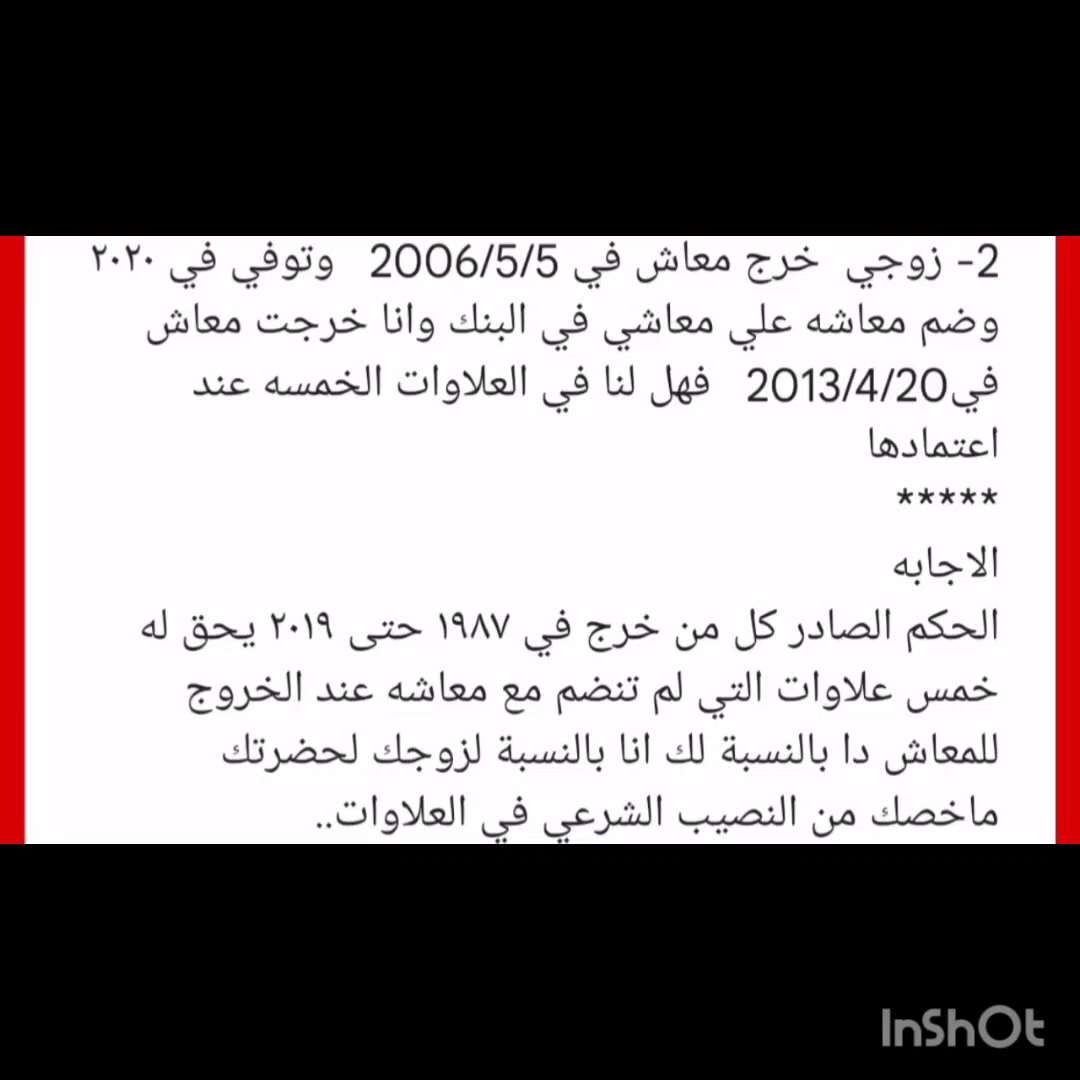 2- زوجي خرج معاش في 2006/5/5 وتوفي في ٢٠٢٠
وضم معاشه علي معاشي في البنك وانا خرجت معاش
في2013/4/20 فهل لنا في العلاوات الخمسه عند
اعتمادها
*****
الاجابه
الحكم الصادر كل من خرج في ١٩٨٧ حتى ٢٠١٩ يحق له
خمس علاوات التي لم تنضم مع معاشه عند الخروج
للمعاش دا بالنسبة لك انا بالنسبة لزوجك لحضرتك
ماخصك من النصيب الشرعي في العلاوات..
InShOt